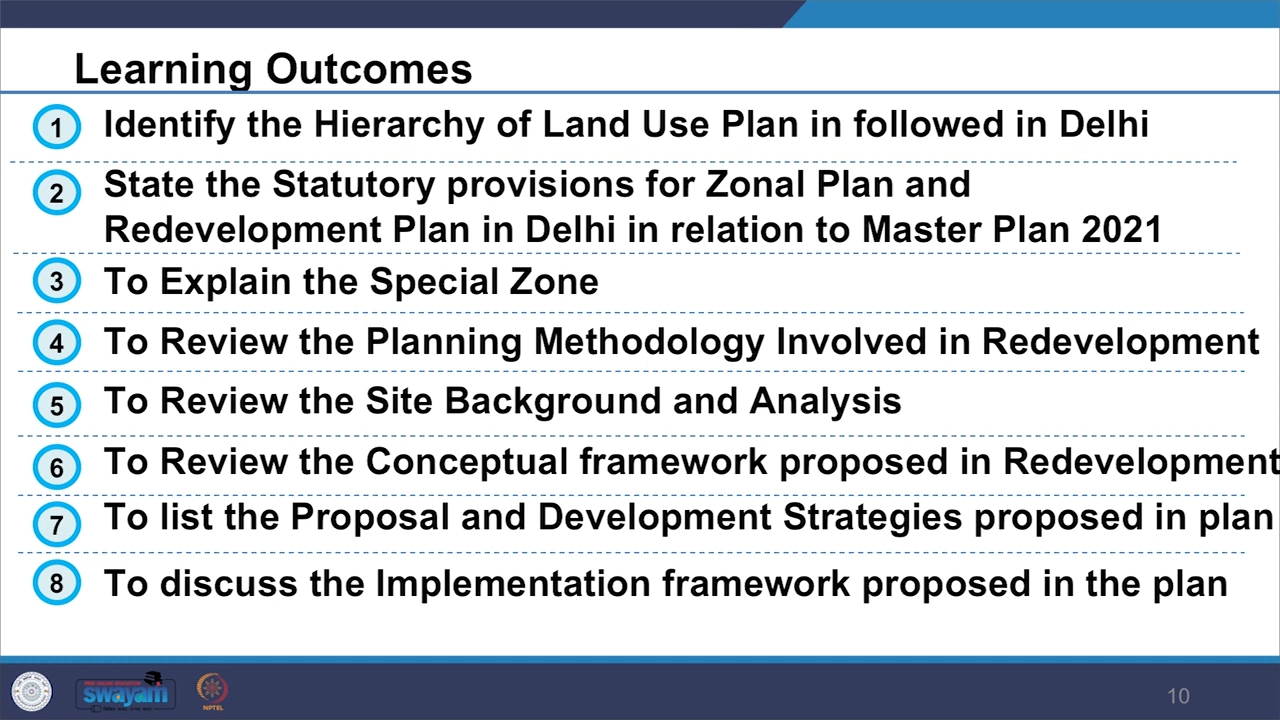 Learning Outcomes
1 Identify the Hierarchy of Land Use Plan in followed in Delhi
2 State the Statutory provisions for Zonal Plan and
Redevelopment Plan in Delhi in relation to Master Plan 2021
3 To Explain the Special Zone
4 To Review the Planning Methodology Involved in Redevelopment
5 To Review the Site Background and Analysis
6 To Review the Conceptual framework proposed in Redevelopment
7 To list the Proposal and Development Strategies proposed in plan
8 To discuss the Implementation framework proposed in the plan
swayam
NPTEL
10